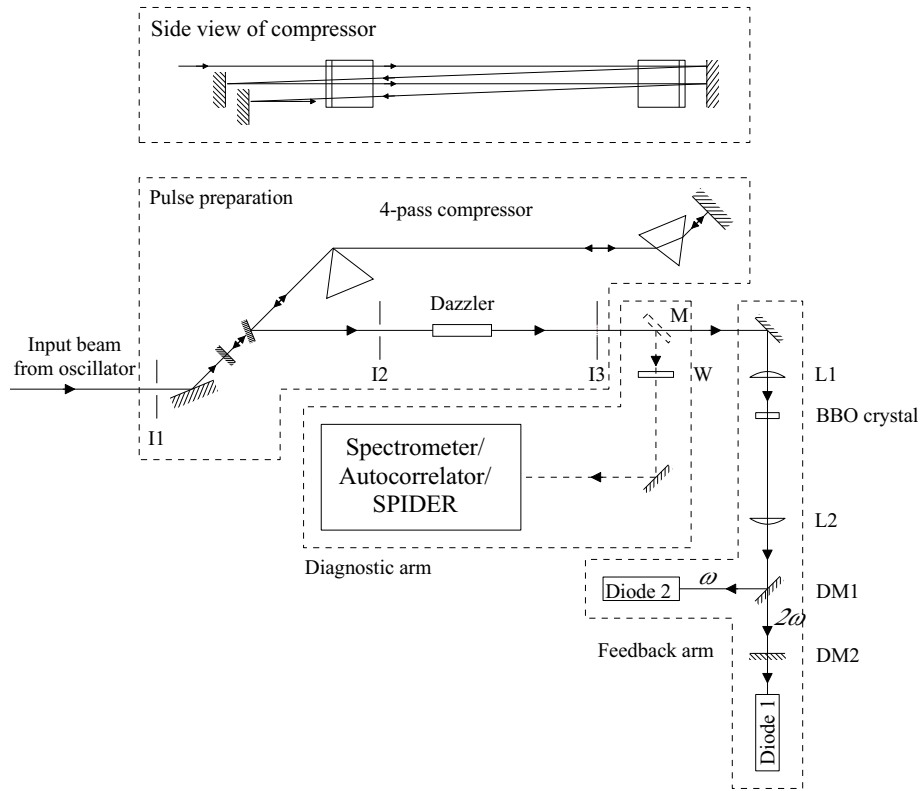 Side view of compressor
Pulse preparation
4-pass compressor
Dazzler
M
Input beam
from oscillator
I1
I2
I3
W
L1
BBO crystal
Spectrometer/
Autocorrelator/
SPIDER
L2
Diagnostic arm
Diode 2
ω
DM1
2ω
Feedback arm
DM2
Diode 1